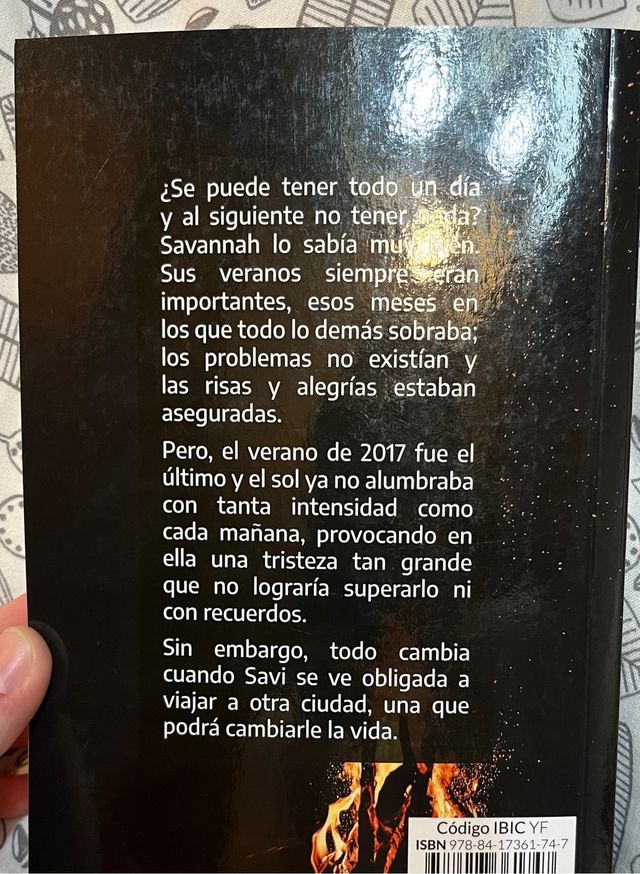 ¿Se puede tener todo un día
y al siguiente no tener nada?
Savannah lo sabía muy bien.
Sus veranos siempre eran
importantes, esos meses en
los que todo lo demás sobraba;
los problemas no existían y
las risas y alegrías estaban
aseguradas.
Pero, el verano de 2017 fue el
último y el sol ya no alumbraba
con tanta intensidad como
cada mañana, provocando en
ella una tristeza tan grande
que no lograría superarlo ni
con recuerdos.
Sin embargo, todo cambia
cuando Savi se ve obligada a
viajar a otra ciudad, una que
podrá cambiarle la vida.
Código IBIC YF
ISBN 978-84-17361-74-7